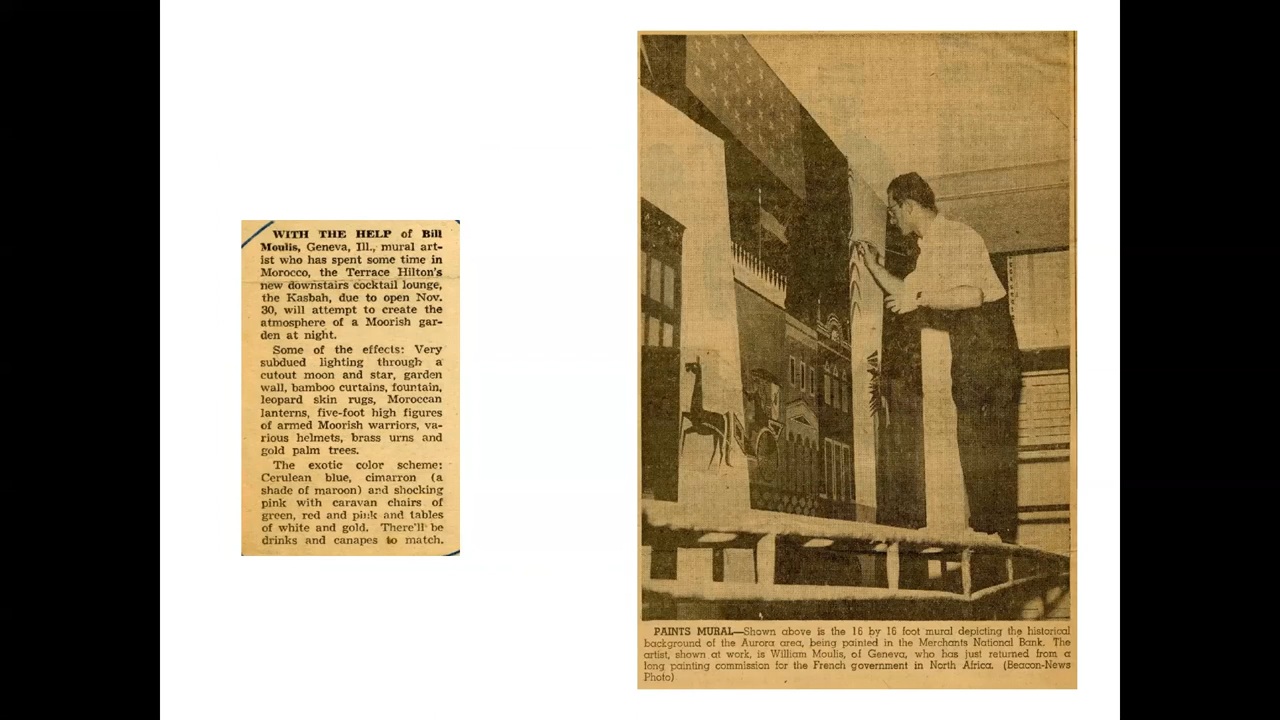 WITH THE HELP of Bill
Moulis, Geneva, Ill., mural art-
ist who has spent some time in
Morocco, the Terrace Hilton's
new downstairs cocktail lounge,
the Kasbah, due to open Nov.
30, will attempt to create the
atmosphere of a Moorish gar-
den at night.
Some of the effects: Very
subdued lighting through a
cutout moon and star, garden
wall, bamboo curtains, fountain,
leopard skin rugs, Moroccan
lanterns, five-foot high figures
of armed Moorish warriors, va-
rious helmets, brass urns and
gold palm trees.
The exotic color scheme:
Cerulean blue, cimarron (a
shade of maroon) and shocking
pink with caravan chairs of
green, red and pink and tables
of white and gold. There'll be
drinks and canapes to match.
PAINTS MURAL—Shown above is the 16 by 16 foot mural depicting the historical
background of the Aurora area, being painted in the Merchants National Bank. The
artist, shown at work, is William Moulis, of Geneva, who has just returned from a
long painting commission for the French government in North Africa. (Beacon-News
Photo)